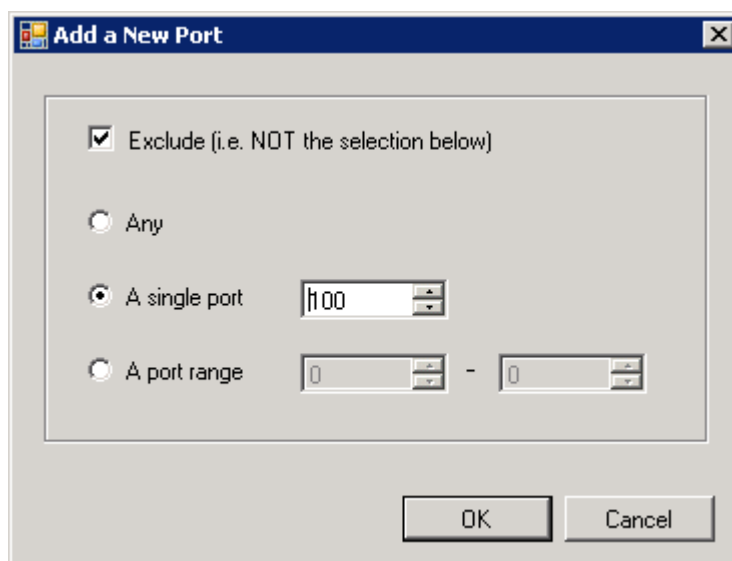 Add a New Port
Exclude (i.e. NOT the selection below)
Any
A single port 100
A port range 0 - 0
OK Cancel